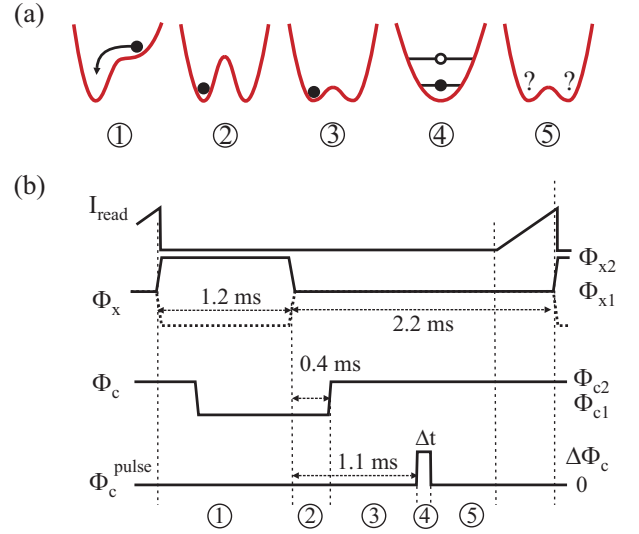 (a)
? ?
① ② ③ ④ ⑤
(b)
I_read
Φ_x2
1.2 ms
Φ_x Φ_x1
2.2 ms
0.4 ms
Φ_c Φ_c2
Φ_c1
Δt
ΔΦ_c
1.1 ms
Φ_c^pulse 0
① ② ③ ④ ⑤